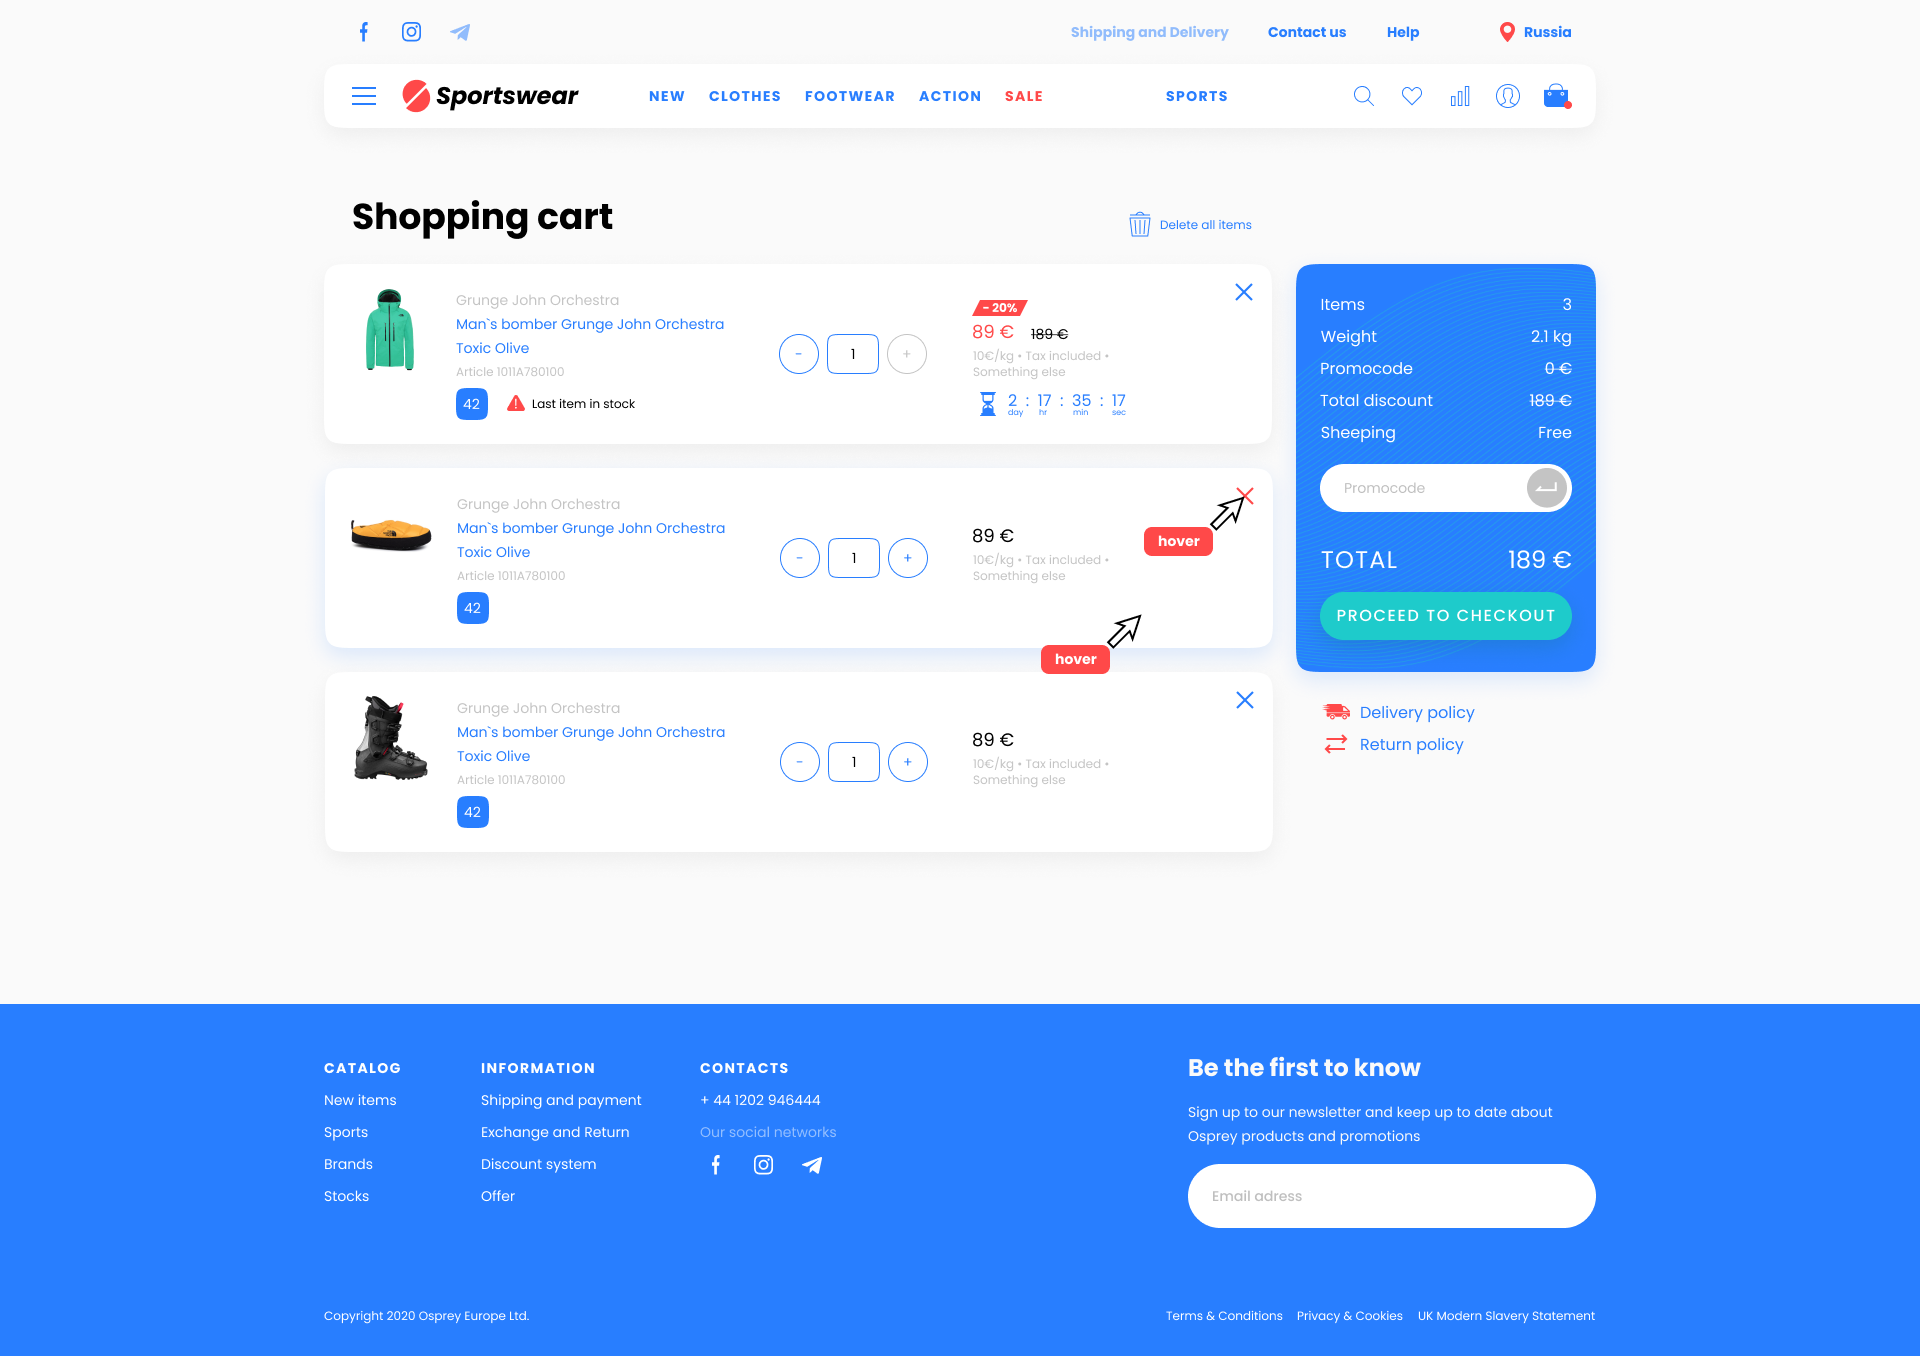 Shipping and Delivery
Contact us
Help
Russia
Sportswear
NEW
CLOTHES
FOOTWEAR
ACTION
SALE
SPORTS
Shopping cart
Delete all items
Grunge John Orchestra
Man`s bomber Grunge John Orchestra
Toxic Olive
Article 1011A780100
42
Last item in stock
-
1
+
- 20%
89 € 189 €
10€/kg • Tax included •
Something else
2 : 17 : 35 : 17
day hr min sec
Grunge John Orchestra
Man`s bomber Grunge John Orchestra
Toxic Olive
Article 1011A780100
42
-
1
+
89 €
10€/kg • Tax included •
Something else
hover
hover
Grunge John Orchestra
Man`s bomber Grunge John Orchestra
Toxic Olive
Article 1011A780100
42
-
1
+
89 €
10€/kg • Tax included •
Something else
Items 3
Weight 2.1 kg
Promocode 0 €
Total discount 189 €
Sheeping Free
Promocode
TOTAL 189 €
PROCEED TO CHECKOUT
Delivery policy
Return policy
CATALOG
New items
Sports
Brands
Stocks
INFORMATION
Shipping and payment
Exchange and Return
Discount system
Offer
CONTACTS
+ 44 1202 946444
Our social networks
Be the first to know
Sign up to our newsletter and keep up to date about
Osprey products and promotions
Email adress
Copyright 2020 Osprey Europe Ltd.
Terms & Conditions
Privacy & Cookies
UK Modern Slavery Statement